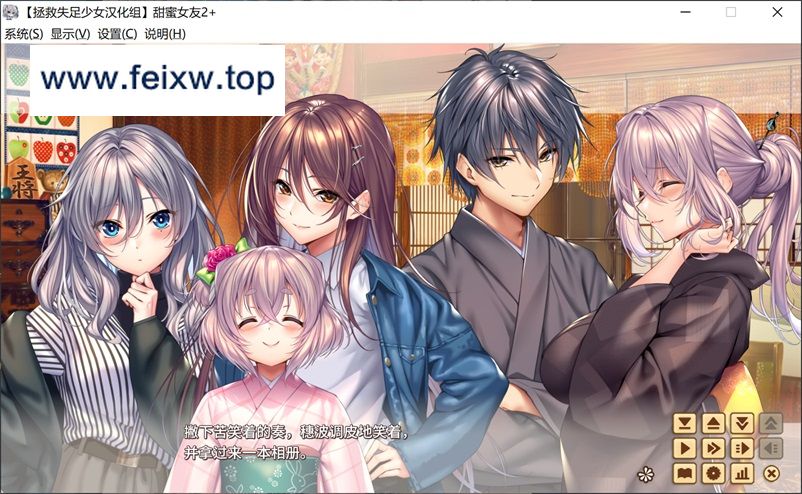 【拯救失足少女汉化组】甜蜜女友2+
系统(S) 显示(V) 设置(C) 说明(H)
www.feixw.top
王将
撇下苦笑着的奏，穗波调皮地笑着，
并拿过来一本相册。